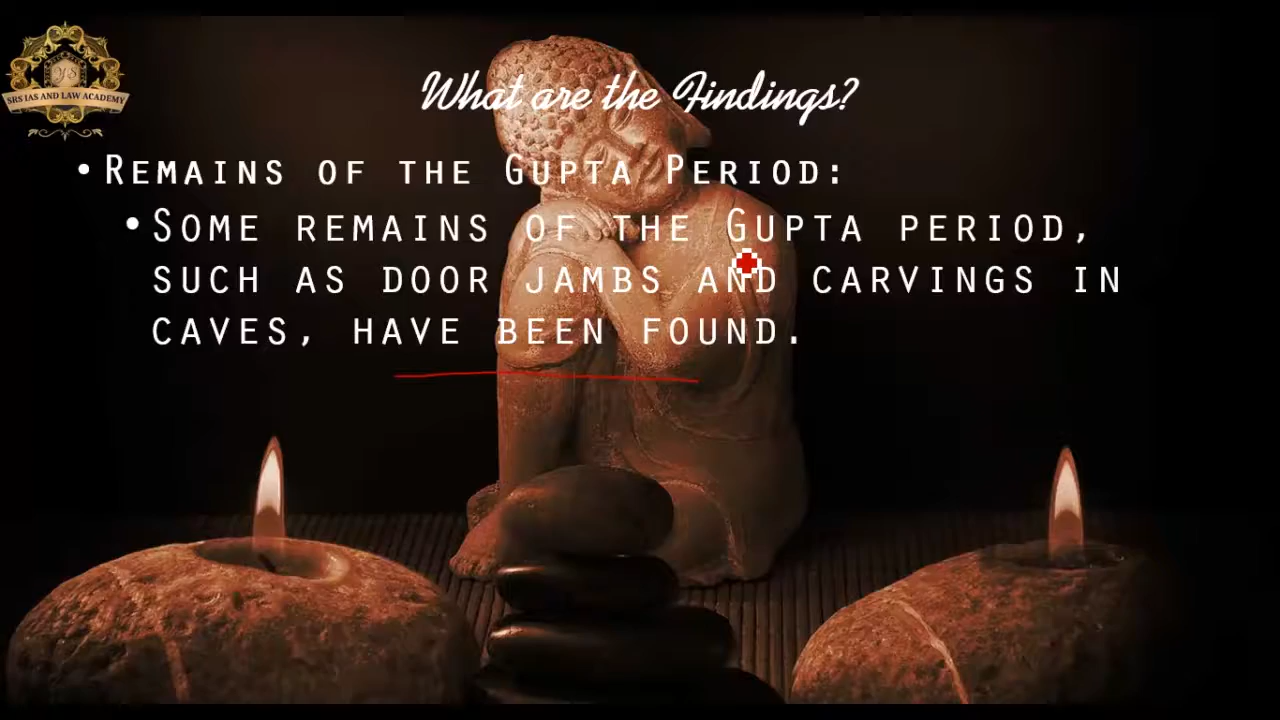 SRS IAS AND LAW ACADEMY
What are the Findings?
• REMAINS OF THE GUPTA PERIOD:
• SOME REMAINS OF THE GUPTA PERIOD,
SUCH AS DOOR JAMBS AND CARVINGS IN
CAVES, HAVE BEEN FOUND.